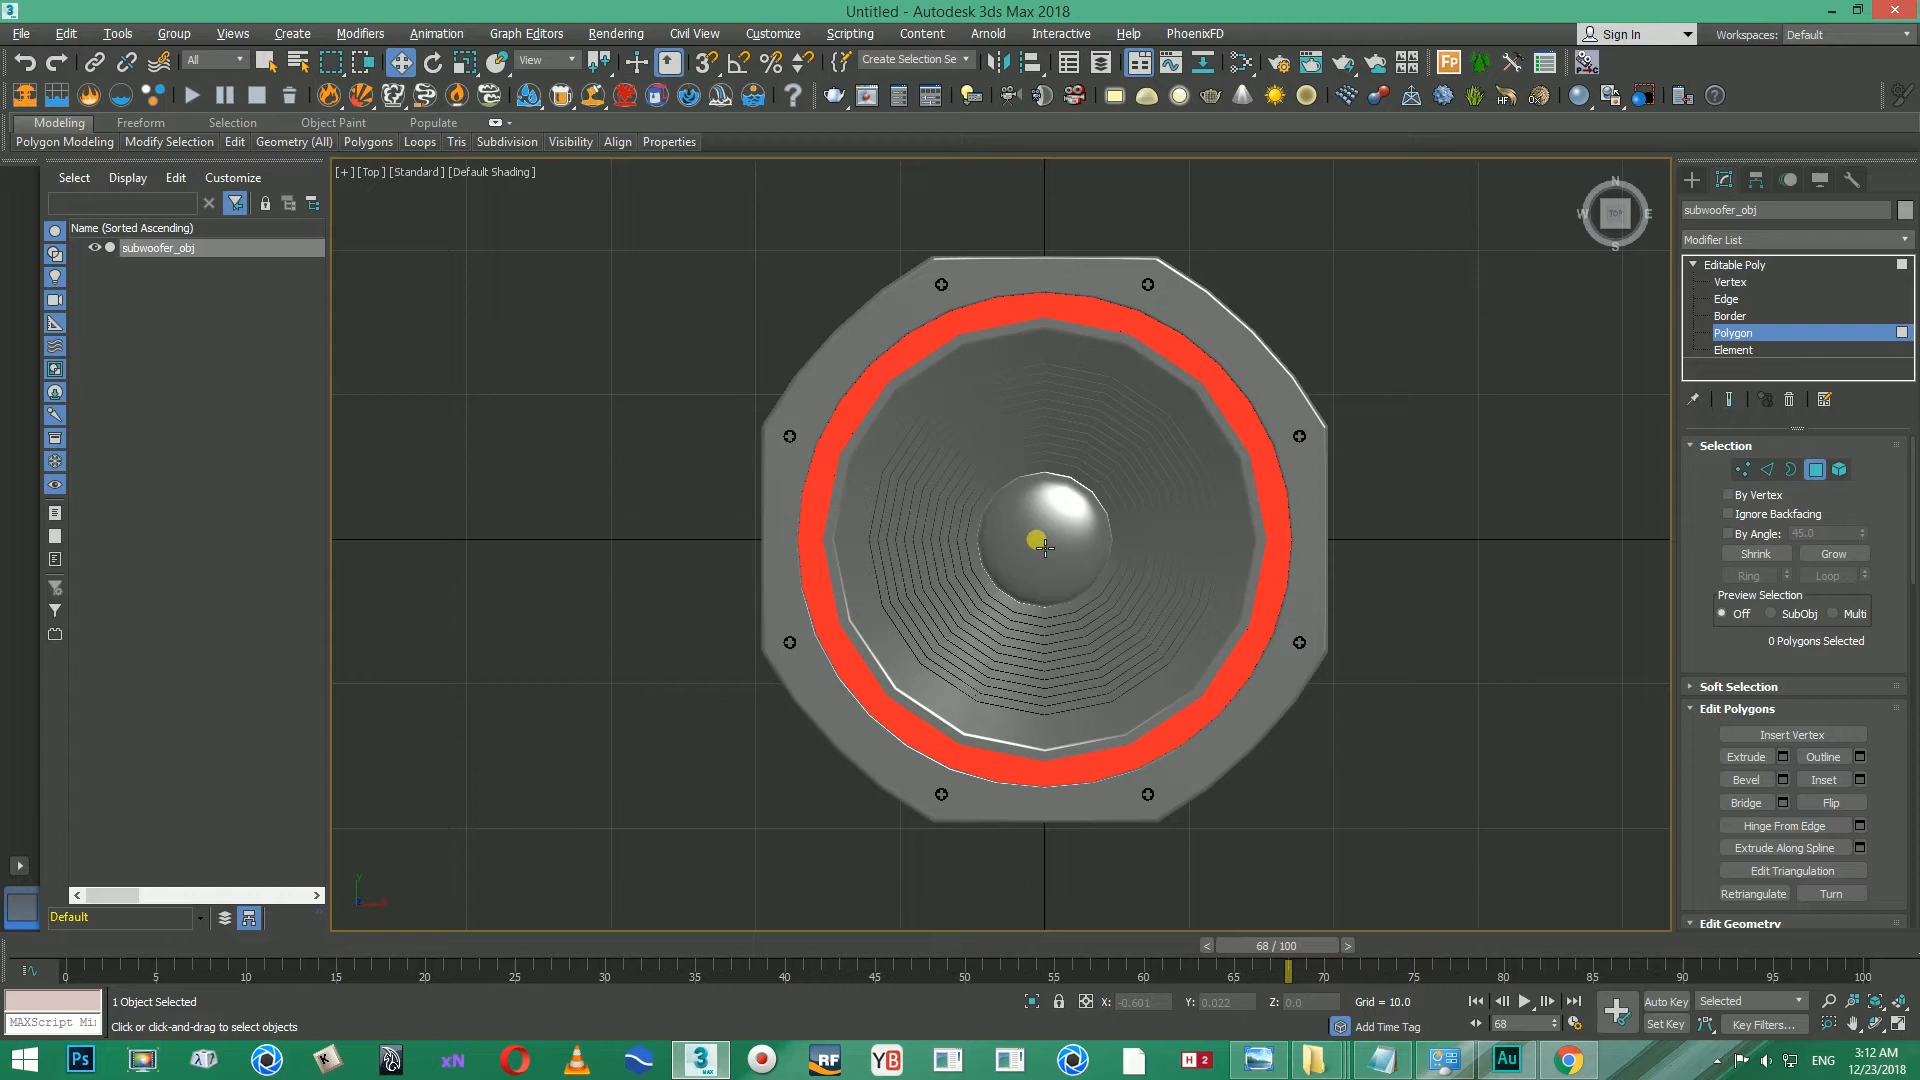 Untitled - Autodesk 3ds Max 2018
File Edit Tools Group Views Create Modifiers Animation Graph Editors Rendering Civil View Customize Scripting Content Arnold Interactive Help PhoenixFD Sign In Workspaces: Default
All View Create Selection Se
Modeling Freeform Selection Object Paint Populate
Polygon Modeling Modify Selection Edit Geometry (All) Polygons Loops Tris Subdivision Visibility Align Properties
Select Display Edit Customize
[+] [Top] [Standard] [Default Shading]
Name (Sorted Ascending)
subwoofer_obj
N
W TOP E
S
subwoofer_obj
Modifier List
Editable Poly
Vertex
Edge
Border
Polygon
Element
Selection
By Vertex
Ignore Backfacing
By Angle: 45.0
Shrink Grow
Ring Loop
Preview Selection
Off SubObj Multi
0 Polygons Selected
Soft Selection
Edit Polygons
Insert Vertex
Extrude Outline
Bevel Inset
Bridge Flip
Hinge From Edge
Extrude Along Spline
Edit Triangulation
Retriangulate Turn
Edit Geometry
Default
< 68 / 100 >
0 5 10 15 20 25 30 35 40 45 50 55 60 65 70 75 80 85 90 95 100
1 Object Selected X: -0.601 Y: 0.022 Z: 0.0 Grid = 10.0 Auto Key Selected
MAXScript Mi Click or click-and-drag to select objects Add Time Tag 68 Set Key Key Filters...
Ps K xN 3 MAX RF YB H 2 Au ENG 3:12 AM
12/23/2018